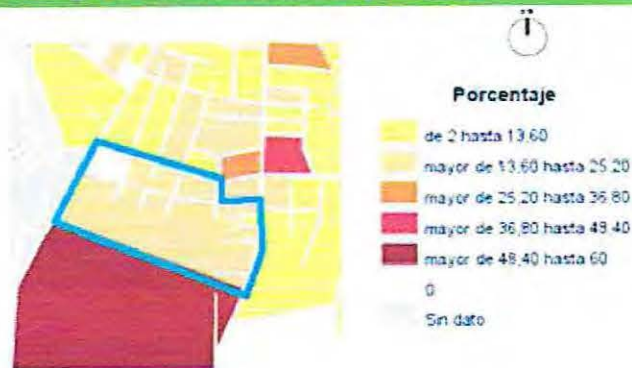 Porcentaje
de 2 hasta 13,60
mayor de 13,60 hasta 25,20
mayor de 25,20 hasta 36,80
mayor de 36,80 hasta 48,40
mayor de 48,40 hasta 60
0
Sin dato